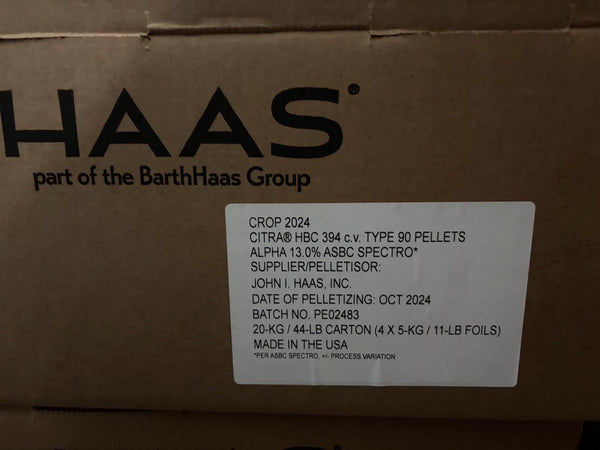 HAAS®
part of the BarthHaas Group
CROP 2024
CITRA® HBC 394 c.v. TYPE 90 PELLETS
ALPHA 13.0% ASBC SPECTRO*
SUPPLIER/PELLETISOR:
JOHN I. HAAS, INC.
DATE OF PELLETIZING: OCT 2024
BATCH NO. PE02483
20-KG / 44-LB CARTON (4 X 5-KG / 11-LB FOILS)
MADE IN THE USA
*PER ASBC SPECTRO, +/- PROCESS VARIATION